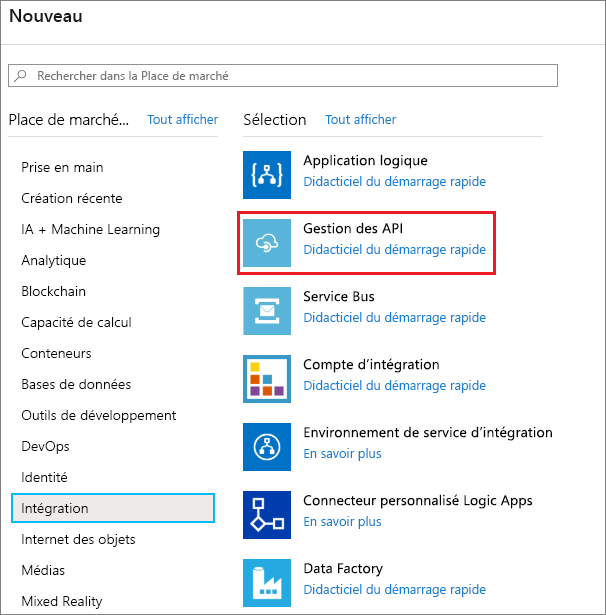 Nouveau
Rechercher dans la Place de marché
Place de marché... Tout afficher
Prise en main
Création récente
IA + Machine Learning
Analytique
Blockchain
Capacité de calcul
Conteneurs
Bases de données
Outils de développement
DevOps
Identité
Intégration
Internet des objets
Médias
Mixed Reality
Sélection Tout afficher
Application logique
Didacticiel du démarrage rapide
Gestion des API
Didacticiel du démarrage rapide
Service Bus
Didacticiel du démarrage rapide
Compte d'intégration
Didacticiel du démarrage rapide
Environnement de service d'intégration
En savoir plus
Connecteur personnalisé Logic Apps
En savoir plus
Data Factory
Didacticiel du démarrage rapide